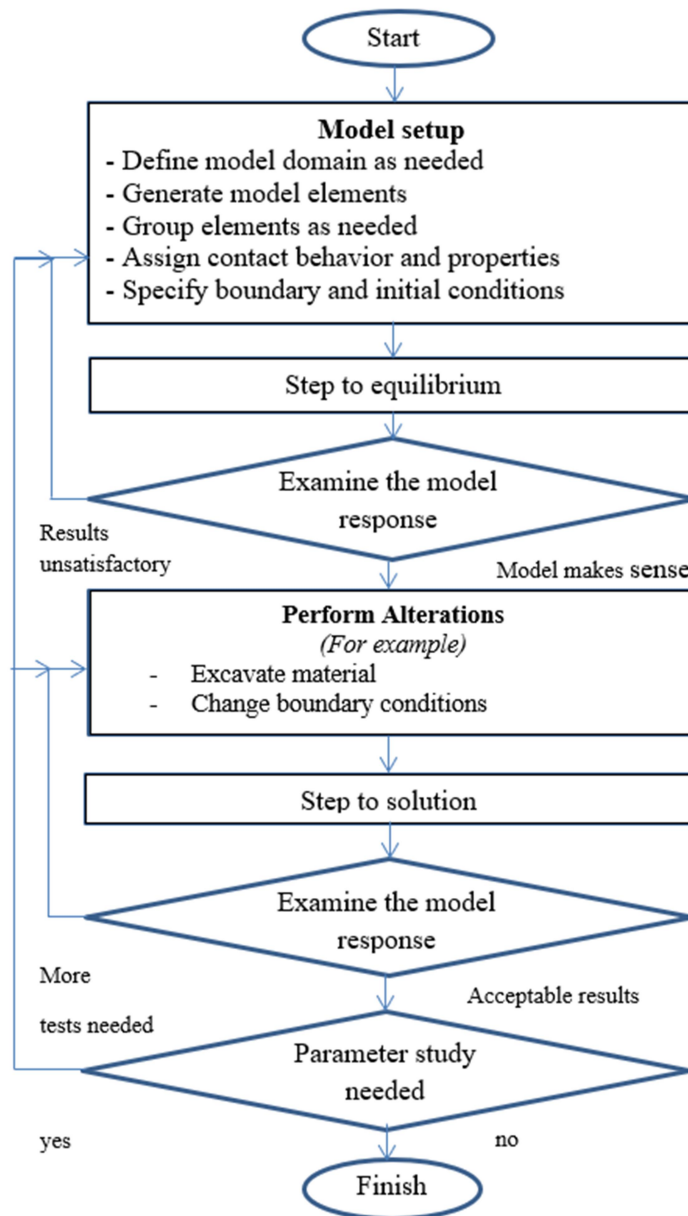 Start
Model setup
- Define model domain as needed
- Generate model elements
- Group elements as needed
- Assign contact behavior and properties
- Specify boundary and initial conditions
Step to equilibrium
Examine the model
response
Results
unsatisfactory
Model makes sense
Perform Alterations
(For example)
- Excavate material
- Change boundary conditions
Step to solution
Examine the model
response
More
tests needed
Acceptable results
Parameter study
needed
yes
no
Finish